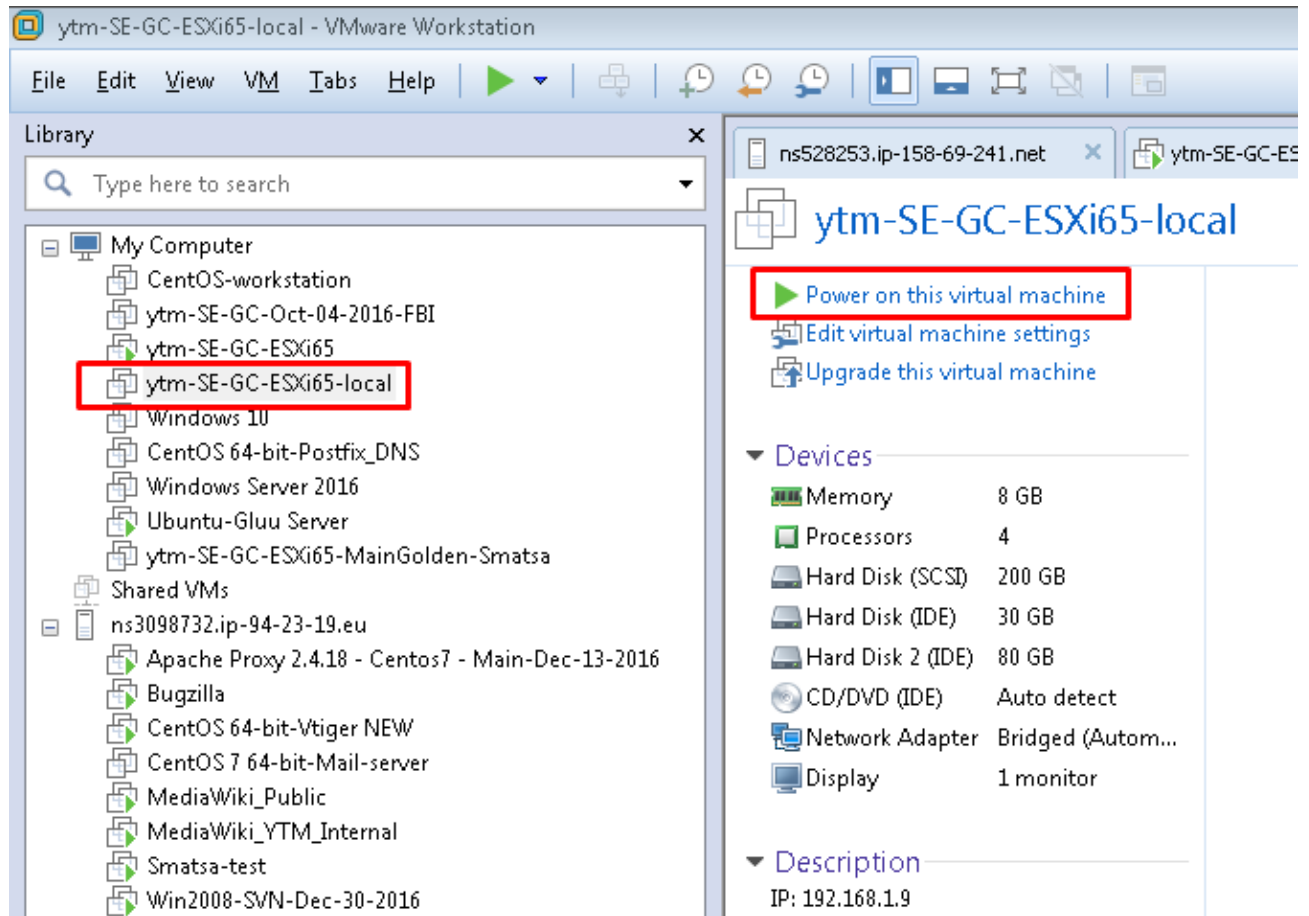 ytm-SE-GC-ESXi65-local - VMware Workstation
File Edit View VM Tabs Help
Library
Type here to search
My Computer
CentOS-workstation
ytm-SE-GC-Oct-04-2016-FBI
ytm-SE-GC-ESXi65
ytm-SE-GC-ESXi65-local
Windows 10
CentOS 64-bit-Postfix_DNS
Windows Server 2016
Ubuntu-Gluu Server
ytm-SE-GC-ESXi65-MainGolden-Smatsa
Shared VMs
ns3098732.ip-94-23-19.eu
Apache Proxy 2.4.18 - Centos7 - Main-Dec-13-2016
Bugzilla
CentOS 64-bit-Vtiger NEW
CentOS 7 64-bit-Mail-server
MediaWiki_Public
MediaWiki_YTM_Internal
Smatsa-test
Win2008-SVN-Dec-30-2016
ns528253.ip-158-69-241.net ytm-SE-GC-ES
ytm-SE-GC-ESXi65-local
Power on this virtual machine
Edit virtual machine settings
Upgrade this virtual machine
Devices
Memory 8 GB
Processors 4
Hard Disk (SCSI) 200 GB
Hard Disk (IDE) 30 GB
Hard Disk 2 (IDE) 80 GB
CD/DVD (IDE) Auto detect
Network Adapter Bridged (Autom...
Display 1 monitor
Description
IP: 192.168.1.9